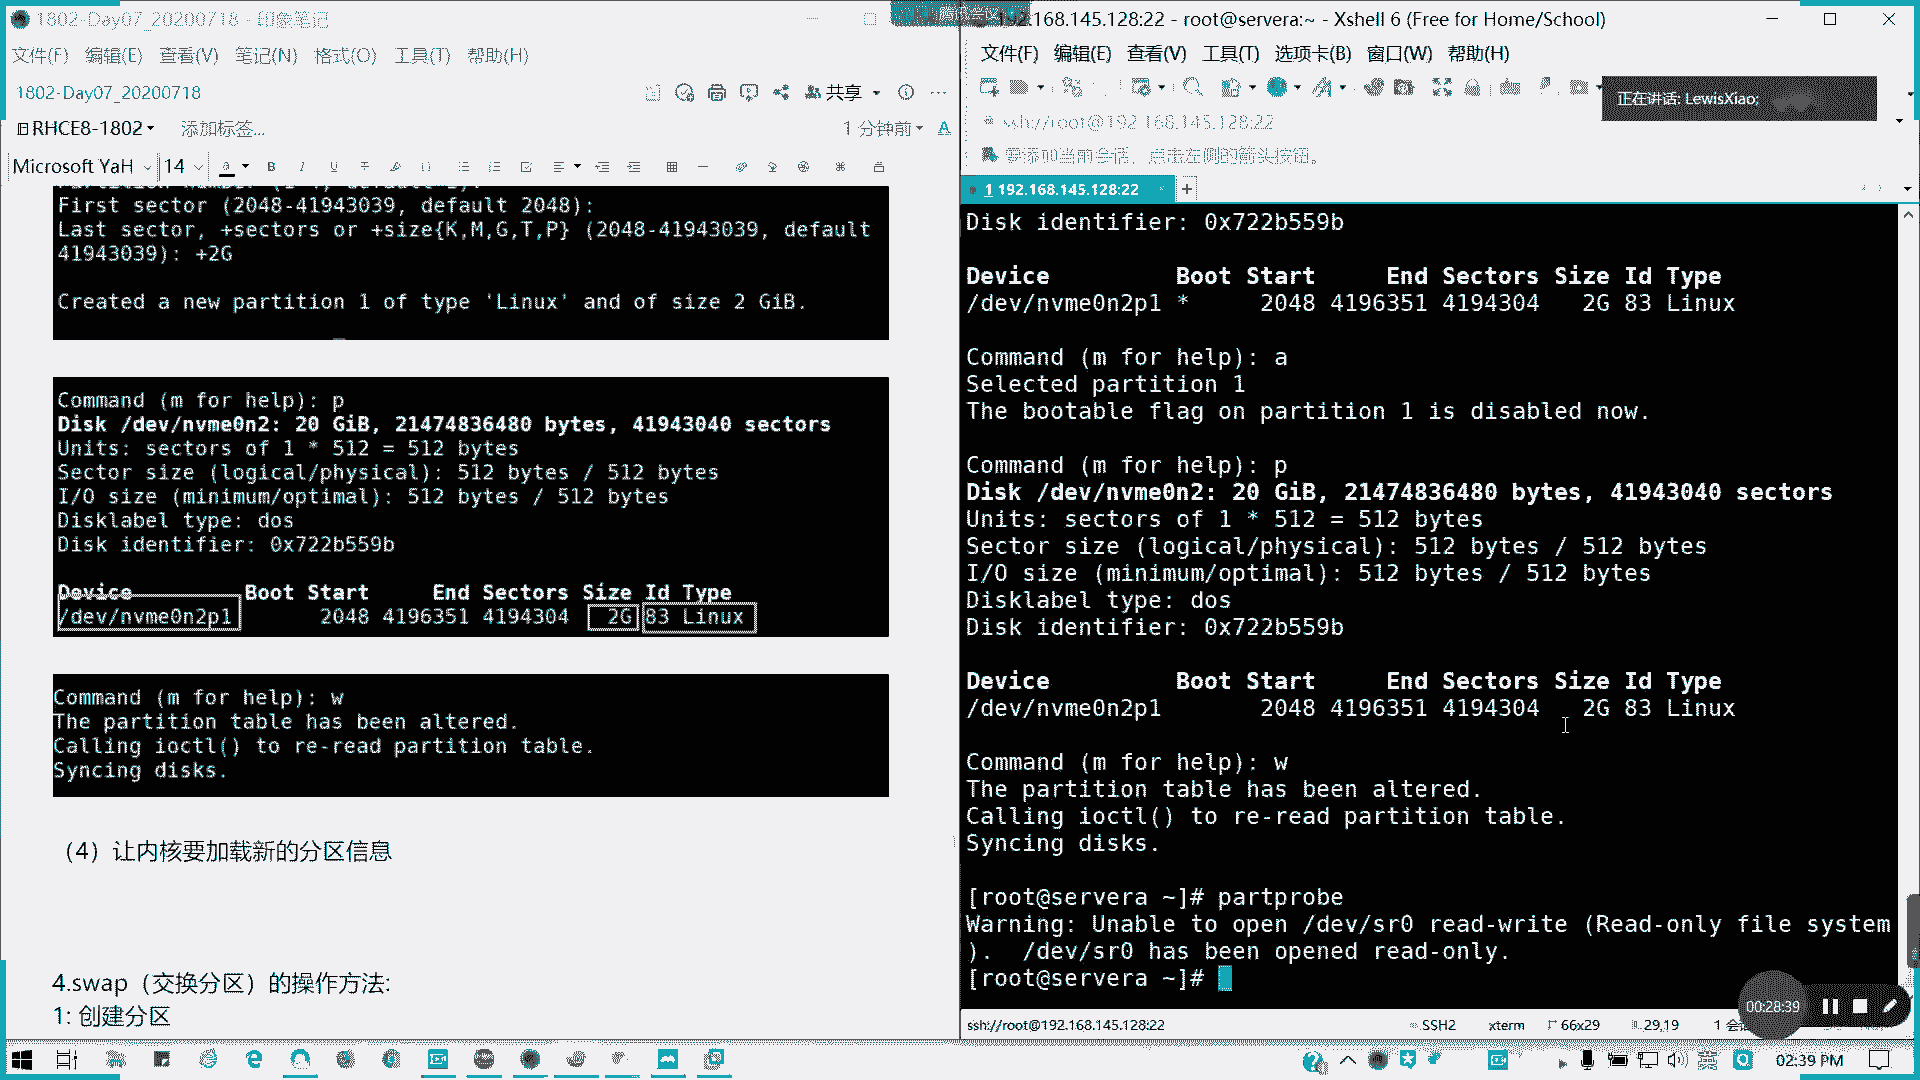 1802-Day07_20200718 - 印象笔记
文件(F) 编辑(E) 查看(V) 笔记(N) 格式(O) 工具(T) 帮助(H)
1802-Day07_20200718
共享
RHCE8-1802
添加标签...
1 分钟前
Microsoft YaH
14
First sector (2048-41943039, default 2048):
Last sector, +sectors or +size{K,M,G,T,P} (2048-41943039, default
41943039): +2G
Created a new partition 1 of type 'Linux' and of size 2 GiB.
Command (m for help): p
Disk /dev/nvme0n2: 20 GiB, 21474836480 bytes, 41943040 sectors
Units: sectors of 1 * 512 = 512 bytes
Sector size (logical/physical): 512 bytes / 512 bytes
I/O size (minimum/optimal): 512 bytes / 512 bytes
Disklabel type: dos
Disk identifier: 0x722b559b
Device Boot Start End Sectors Size Id Type
/dev/nvme0n2p1 2048 4196351 4194304 2G 83 Linux
Command (m for help): w
The partition table has been altered.
Calling ioctl() to re-read partition table.
Syncing disks.
（4）让内核要加载新的分区信息
4.swap（交换分区）的操作方法:
1: 创建分区
192.168.145.128:22 - root@servera:~ - Xshell 6 (Free for Home/School)
文件(F) 编辑(E) 查看(V) 工具(T) 选项卡(B) 窗口(W) 帮助(H)
正在讲话: LewisXiao;
ssh://root@192.168.145.128:22
要添加当前会话，点击左侧的箭头按钮。
1 192.168.145.128:22
Disk identifier: 0x722b559b
Device Boot Start End Sectors Size Id Type
/dev/nvme0n2p1 * 2048 4196351 4194304 2G 83 Linux
Command (m for help): a
Selected partition 1
The bootable flag on partition 1 is disabled now.
Command (m for help): p
Disk /dev/nvme0n2: 20 GiB, 21474836480 bytes, 41943040 sectors
Units: sectors of 1 * 512 = 512 bytes
Sector size (logical/physical): 512 bytes / 512 bytes
I/O size (minimum/optimal): 512 bytes / 512 bytes
Disklabel type: dos
Disk identifier: 0x722b559b
Device Boot Start End Sectors Size Id Type
/dev/nvme0n2p1 2048 4196351 4194304 2G 83 Linux
Command (m for help): w
The partition table has been altered.
Calling ioctl() to re-read partition table.
Syncing disks.
[root@servera ~]# partprobe
Warning: Unable to open /dev/sr0 read-write (Read-only file system
).  /dev/sr0 has been opened read-only.
[root@servera ~]#
00:28:39
ssh://root@192.168.145.128:22 SSH2 xterm 66x29 29,19
英
02:39 PM